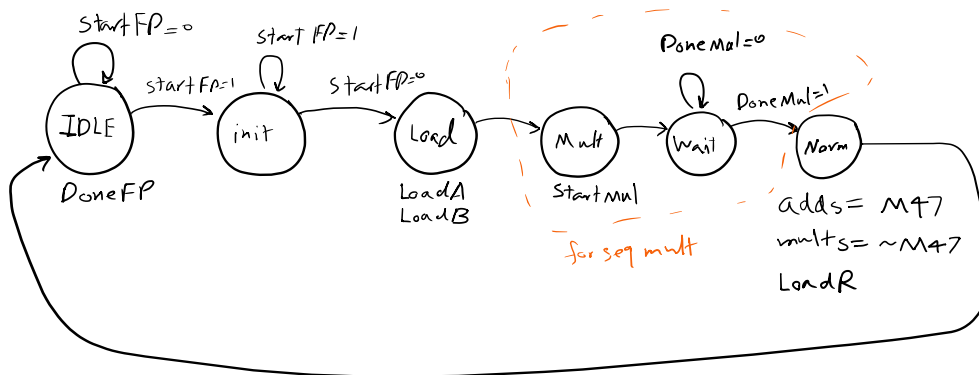 StartFP=0
StartFP=1
DoneMul=0
StartFP=1
StartFP=0
DoneMul=1
IDLE
init
Load
Mult
Wait
Norm
DoneFP
LoadA
LoadB
StartMul
adds = M47
mults = ~M47
LoadR
for seq mult